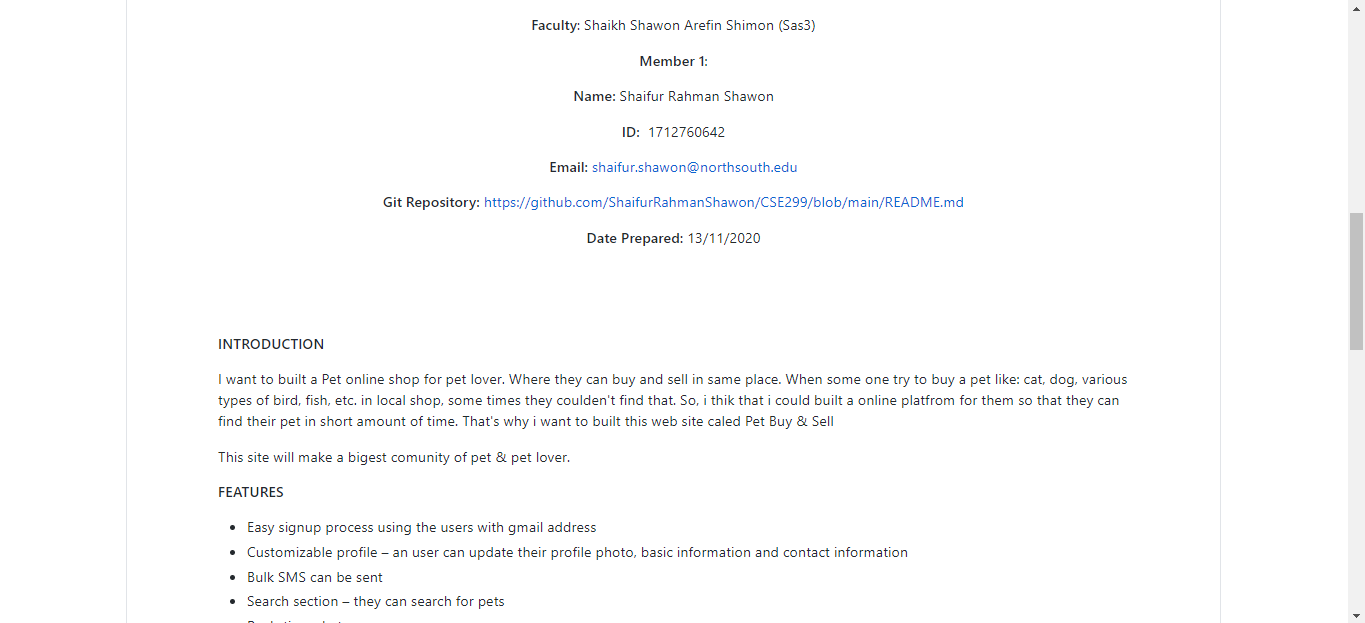 Faculty: Shaikh Shawon Arefin Shimon (Sas3)
Member 1:
Name: Shaifur Rahman Shawon
ID: 1712760642
Email: shaifur.shawon@northsouth.edu
Git Repository: https://github.com/ShaifurRahmanShawon/CSE299/blob/main/README.md
Date Prepared: 13/11/2020
INTRODUCTION
I want to built a Pet online shop for pet lover. Where they can buy and sell in same place. When some one try to buy a pet like: cat, dog, various
types of bird, fish, etc. in local shop, some times they coulden't find that. So, i thik that i could built a online platfrom for them so that they can
find their pet in short amount of time. That's why i want to built this web site caled Pet Buy & Sell
This site will make a bigest comunity of pet & pet lover.
FEATURES
• Easy signup process using the users with gmail address
• Customizable profile – an user can update their profile photo, basic information and contact information
• Bulk SMS can be sent
• Search section – they can search for pets